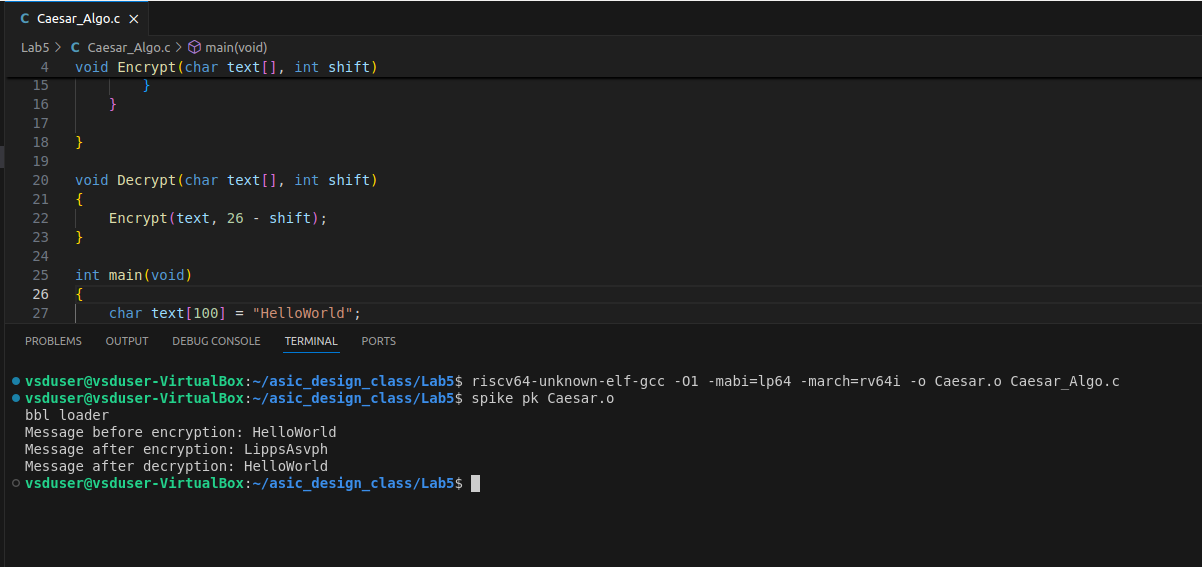 C Caesar_Algo.c ×
Lab5 > C Caesar_Algo.c > main(void)
4 void Encrypt(char text[], int shift)
15 }
16 }
17
18 }
19
20 void Decrypt(char text[], int shift)
21 {
22 Encrypt(text, 26 - shift);
23 }
24
25 int main(void)
26 {
27 char text[100] = "HelloWorld";
PROBLEMS OUTPUT DEBUG CONSOLE TERMINAL PORTS
vsduser@vsduser-VirtualBox:~/asic_design_class/Lab5$ riscv64-unknown-elf-gcc -O1 -mabi=lp64 -march=rv64i -o Caesar.o Caesar_Algo.c
vsduser@vsduser-VirtualBox:~/asic_design_class/Lab5$ spike pk Caesar.o
bbl loader
Message before encryption: HelloWorld
Message after encryption: LippsAsvph
Message after decryption: HelloWorld
vsduser@vsduser-VirtualBox:~/asic_design_class/Lab5$